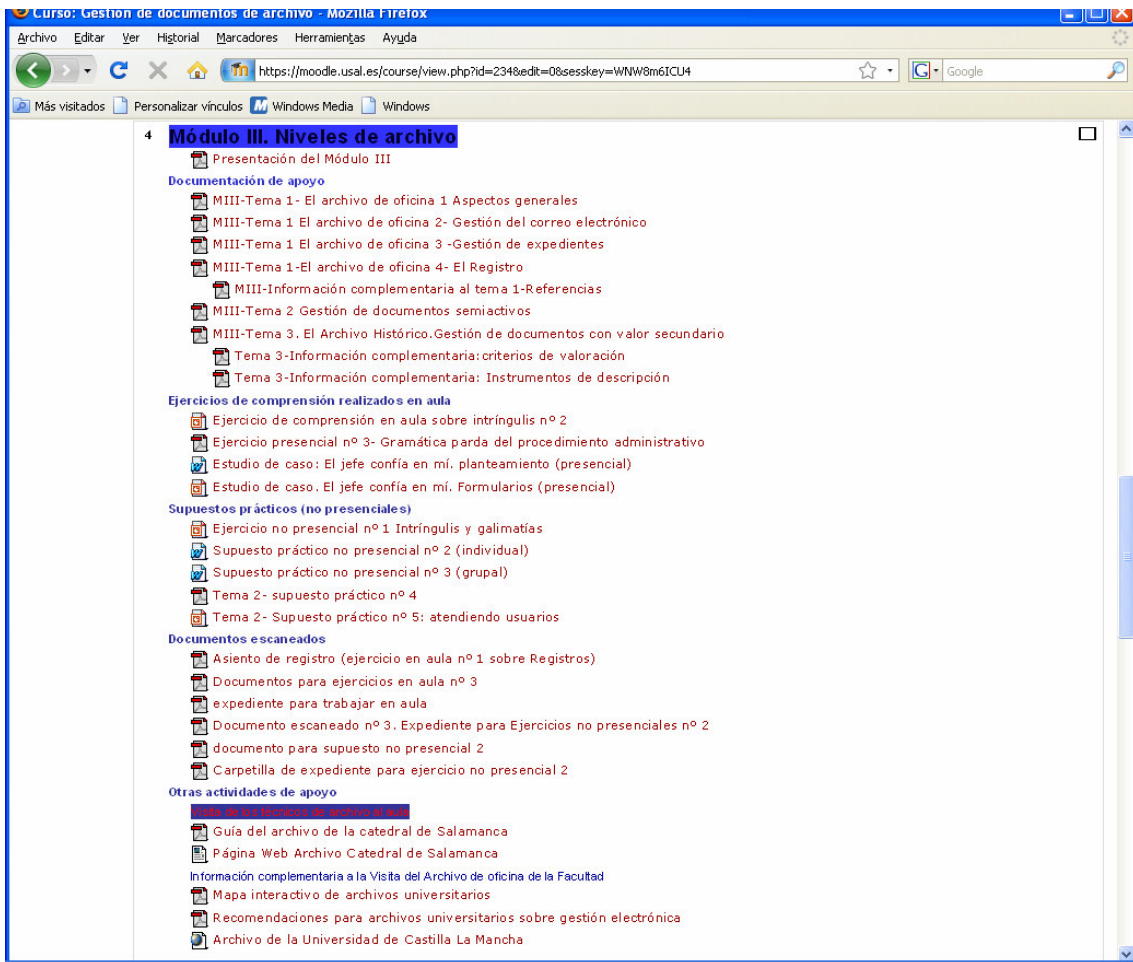 Curso: Gestión de documentos de archivo - Mozilla Firefox
Archivo Editar Ver Historial Marcadores Herramientas Ayuda
https://moodle.usal.es/course/view.php?id=234&edit=0&sesskey=WNW8m6ICU4
Google
Más visitados Personalizar vínculos Windows Media Windows
4 Módulo III. Niveles de archivo
Presentación del Módulo III
Documentación de apoyo
MIII-Tema 1- El archivo de oficina 1 Aspectos generales
MIII-Tema 1 El archivo de oficina 2- Gestión del correo electrónico
MIII-Tema 1 El archivo de oficina 3 -Gestión de expedientes
MIII-Tema 1-El archivo de oficina 4- El Registro
MIII-Información complementaria al tema 1-Referencias
MIII-Tema 2 Gestión de documentos semiactivos
MIII-Tema 3. El Archivo Histórico.Gestión de documentos con valor secundario
Tema 3-Información complementaria:criterios de valoración
Tema 3-Información complementaria: Instrumentos de descripción
Ejercicios de comprensión realizados en aula
Ejercicio de comprensión en aula sobre intríngulis nº 2
Ejercicio presencial nº 3- Gramática parda del procedimiento administrativo
Estudio de caso: El jefe confía en mí. planteamiento (presencial)
Estudio de caso. El jefe confía en mí. Formularios (presencial)
Supuestos prácticos (no presenciales)
Ejercicio no presencial nº 1 Intríngulis y galimatías
Supuesto práctico no presencial nº 2 (individual)
Supuesto práctico no presencial nº 3 (grupal)
Tema 2- supuesto práctico nº 4
Tema 2- Supuesto práctico nº 5: atendiendo usuarios
Documentos escaneados
Asiento de registro (ejercicio en aula nº 1 sobre Registros)
Documentos para ejercicios en aula nº 3
expediente para trabajar en aula
Documento escaneado nº 3. Expediente para Ejercicios no presenciales nº 2
documento para supuesto no presencial 2
Carpetilla de expediente para ejercicio no presencial 2
Otras actividades de apoyo
Visita de los técnicos de archivo al aula
Guía del archivo de la catedral de Salamanca
Página Web Archivo Catedral de Salamanca
Información complementaria a la Visita del Archivo de oficina de la Facultad
Mapa interactivo de archivos universitarios
Recomendaciones para archivos universitarios sobre gestión electrónica
Archivo de la Universidad de Castilla La Mancha